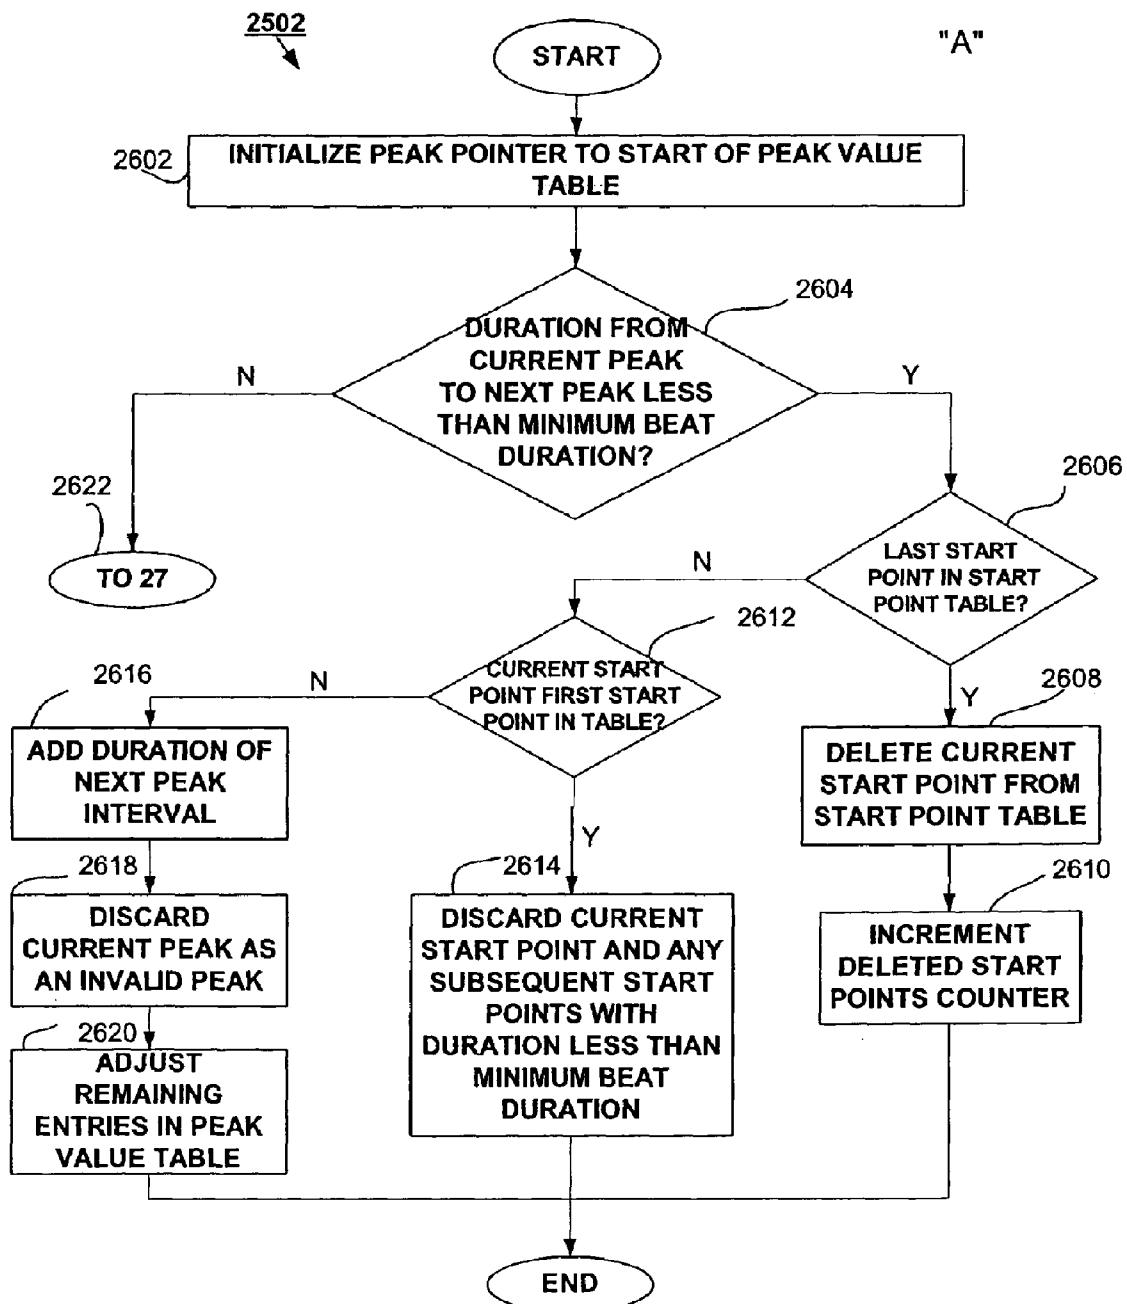 2502
"A"
START
2602
INITIALIZE PEAK POINTER TO START OF PEAK VALUE
TABLE
2604
DURATION FROM
CURRENT PEAK
TO NEXT PEAK LESS
THAN MINIMUM BEAT
DURATION?
N
Y
2622
TO 27
2606
LAST START
POINT IN START
POINT TABLE?
N
Y
2612
CURRENT START
POINT FIRST START
POINT IN TABLE?
N
Y
2616
ADD DURATION OF
NEXT PEAK
INTERVAL
2608
DELETE CURRENT
START POINT FROM
START POINT TABLE
2618
DISCARD
CURRENT PEAK AS
AN INVALID PEAK
2614
DISCARD CURRENT
START POINT AND ANY
SUBSEQUENT START
POINTS WITH
DURATION LESS THAN
MINIMUM BEAT
DURATION
2610
INCREMENT
DELETED START
POINTS COUNTER
2620
ADJUST
REMAINING
ENTRIES IN PEAK
VALUE TABLE
END